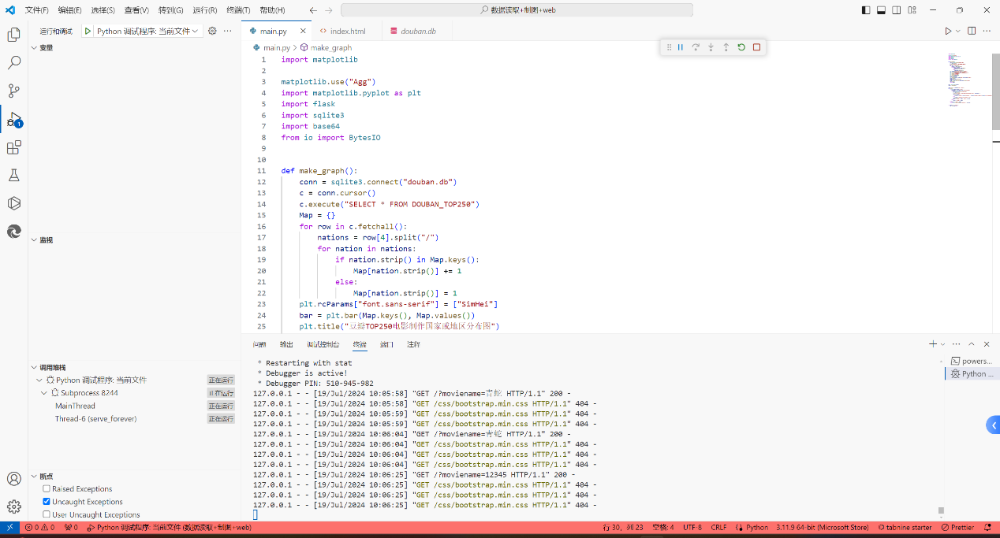 文件(F) 编辑(E) 选择(S) 查看(V) 转到(G) 运行(R) 终端(T) 帮助(H) 数据读取+制图+web
运行和调试 Python 调试程序: 当前文件
变量
监视
调用堆栈
Python 调试程序: 当前文件 正在运行
Subprocess 8244 正在运行
MainThread 正在运行
Thread-6 (serve_forever) 正在运行
断点
Raised Exceptions
Uncaught Exceptions
User Uncaught Exceptions
1
main.py index.html douban.db
main.py > make_graph
1 import matplotlib
2
3 matplotlib.use("Agg")
4 import matplotlib.pyplot as plt
5 import flask
6 import sqlite3
7 import base64
8 from io import BytesIO
9
10
11 def make_graph():
12 conn = sqlite3.connect("douban.db")
13 c = conn.cursor()
14 c.execute("SELECT * FROM DOUBAN_TOP250")
15 Map = {}
16 for row in c.fetchall():
17 nations = row[4].split("/")
18 for nation in nations:
19 if nation.strip() in Map.keys():
20 Map[nation.strip()] += 1
21 else:
22 Map[nation.strip()] = 1
23 plt.rcParams["font.sans-serif"] = ["SimHei"]
24 bar = plt.bar(Map.keys(), Map.values())
25 plt.title("豆瓣TOP250电影制作国家或地区分布图")
问题 输出 调试控制台 终端 端口 注释
* Restarting with stat
* Debugger is active!
* Debugger PIN: 510-945-982
127.0.0.1 - - [19/Jul/2024 10:05:58] "GET /?moviename=青蛇 HTTP/1.1" 200 -
127.0.0.1 - - [19/Jul/2024 10:05:58] "GET /css/bootstrap.min.css HTTP/1.1" 404 -
127.0.0.1 - - [19/Jul/2024 10:05:59] "GET /css/bootstrap.min.css HTTP/1.1" 404 -
127.0.0.1 - - [19/Jul/2024 10:05:59] "GET /css/bootstrap.min.css HTTP/1.1" 404 -
127.0.0.1 - - [19/Jul/2024 10:06:04] "GET /?moviename=青蛇 HTTP/1.1" 200 -
127.0.0.1 - - [19/Jul/2024 10:06:04] "GET /css/bootstrap.min.css HTTP/1.1" 404 -
127.0.0.1 - - [19/Jul/2024 10:06:04] "GET /css/bootstrap.min.css HTTP/1.1" 404 -
127.0.0.1 - - [19/Jul/2024 10:06:04] "GET /css/bootstrap.min.css HTTP/1.1" 404 -
127.0.0.1 - - [19/Jul/2024 10:06:25] "GET /?moviename=12345 HTTP/1.1" 200 -
127.0.0.1 - - [19/Jul/2024 10:06:25] "GET /css/bootstrap.min.css HTTP/1.1" 404 -
127.0.0.1 - - [19/Jul/2024 10:06:25] "GET /css/bootstrap.min.css HTTP/1.1" 404 -
127.0.0.1 - - [19/Jul/2024 10:06:25] "GET /css/bootstrap.min.css HTTP/1.1" 404 -
powers...
Python ...
0 0 0 Python 调试程序: 当前文件 (数据读取+制图+web) 行 30, 列 23 空格: 4 UTF-8 CRLF Python 3.11.9 64-bit (Microsoft Store) tabnine starter Prettier